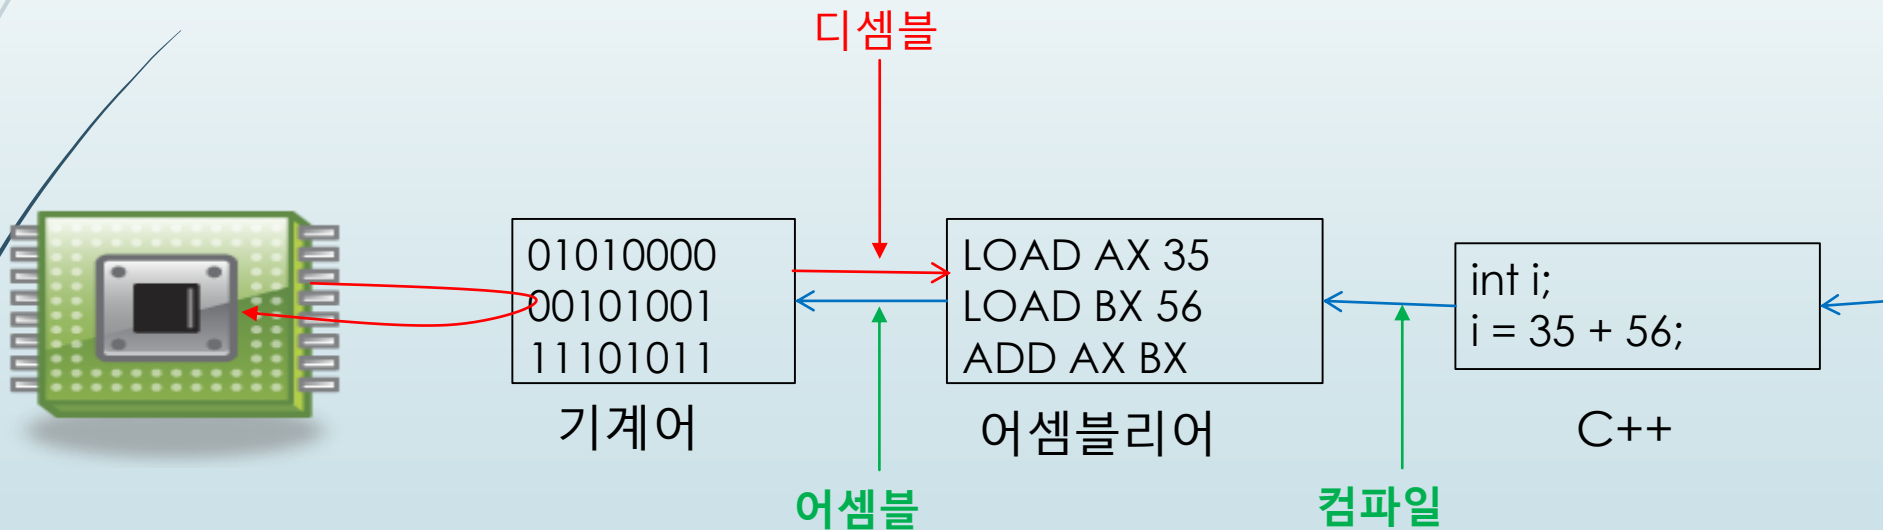 디셈블
01010000
00101001
11101011
기계어
LOAD AX 35
LOAD BX 56
ADD AX BX
어셈블리어
int i;
i = 35 + 56;
C++
어셈블
컴파일